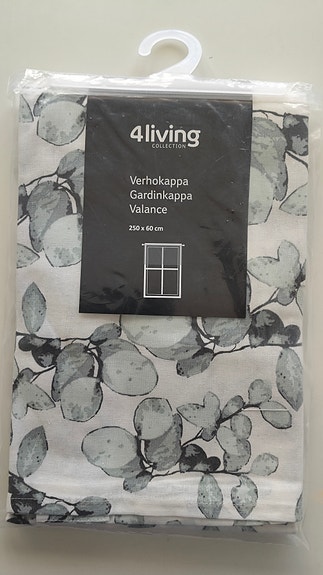 4living
COLLECTION
Verhokappa
Gardinkappa
Valance
250 x 60 cm